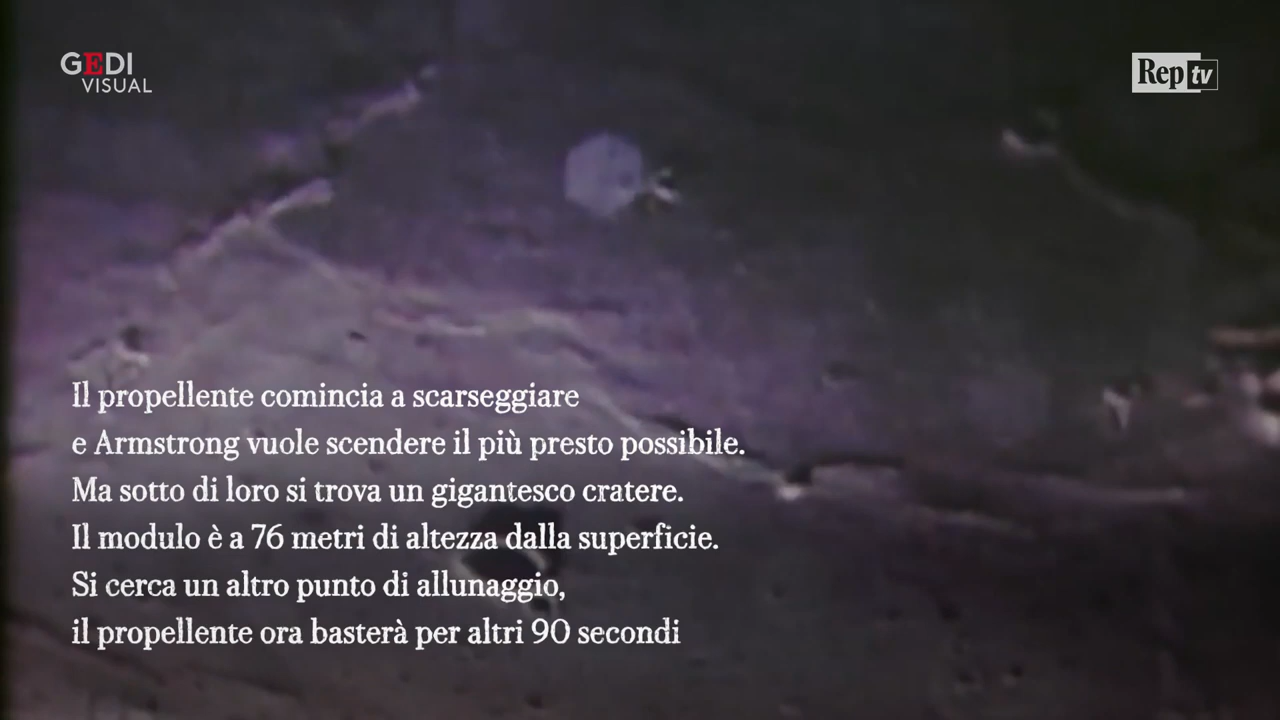 GEDI
VISUAL
Rep tv
Il propellente comincia a scarseggiare
e Armstrong vuole scendere il più presto possibile.
Ma sotto di loro si trova un gigantesco cratere.
Il modulo è a 76 metri di altezza dalla superficie.
Si cerca un altro punto di allunaggio,
il propellente ora basterà per altri 90 secondi